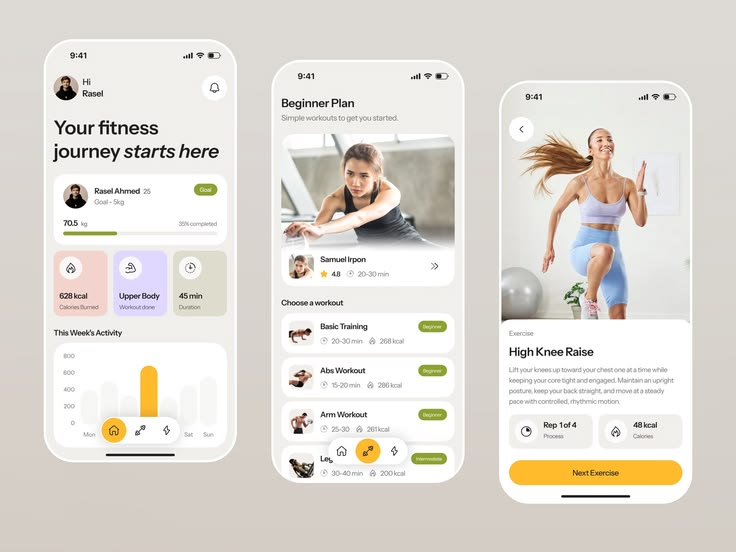 9:41
Hi
Rasel
Your fitness
journey starts here
Rasel Ahmed 25
Goal
Goal - 5kg
70.5 kg
35% completed
628 kcal
Calories Burned
Upper Body
Workout done
45 min
Duration
This Week's Activity
800
600
400
200
0
Mon
Sat
Sun
9:41
Beginner Plan
Simple workouts to get you started.
Samuel Irpon
4.8
20-30 min
Choose a workout
Basic Training
Beginner
20-30 min
268 kcal
Abs Workout
Beginner
15-20 min
286 kcal
Arm Workout
Beginner
25-30
261 kcal
Leg
Intermediate
30-40 min
200 kcal
9:41
Exercise
High Knee Raise
Lift your knees up toward your chest one at a time while
keeping your core tight and engaged. Maintain an upright
posture, keep your back straight, and move at a steady
pace with controlled, rhythmic motion.
Rep 1 of 4
Process
48 kcal
Calories
Next Exercise